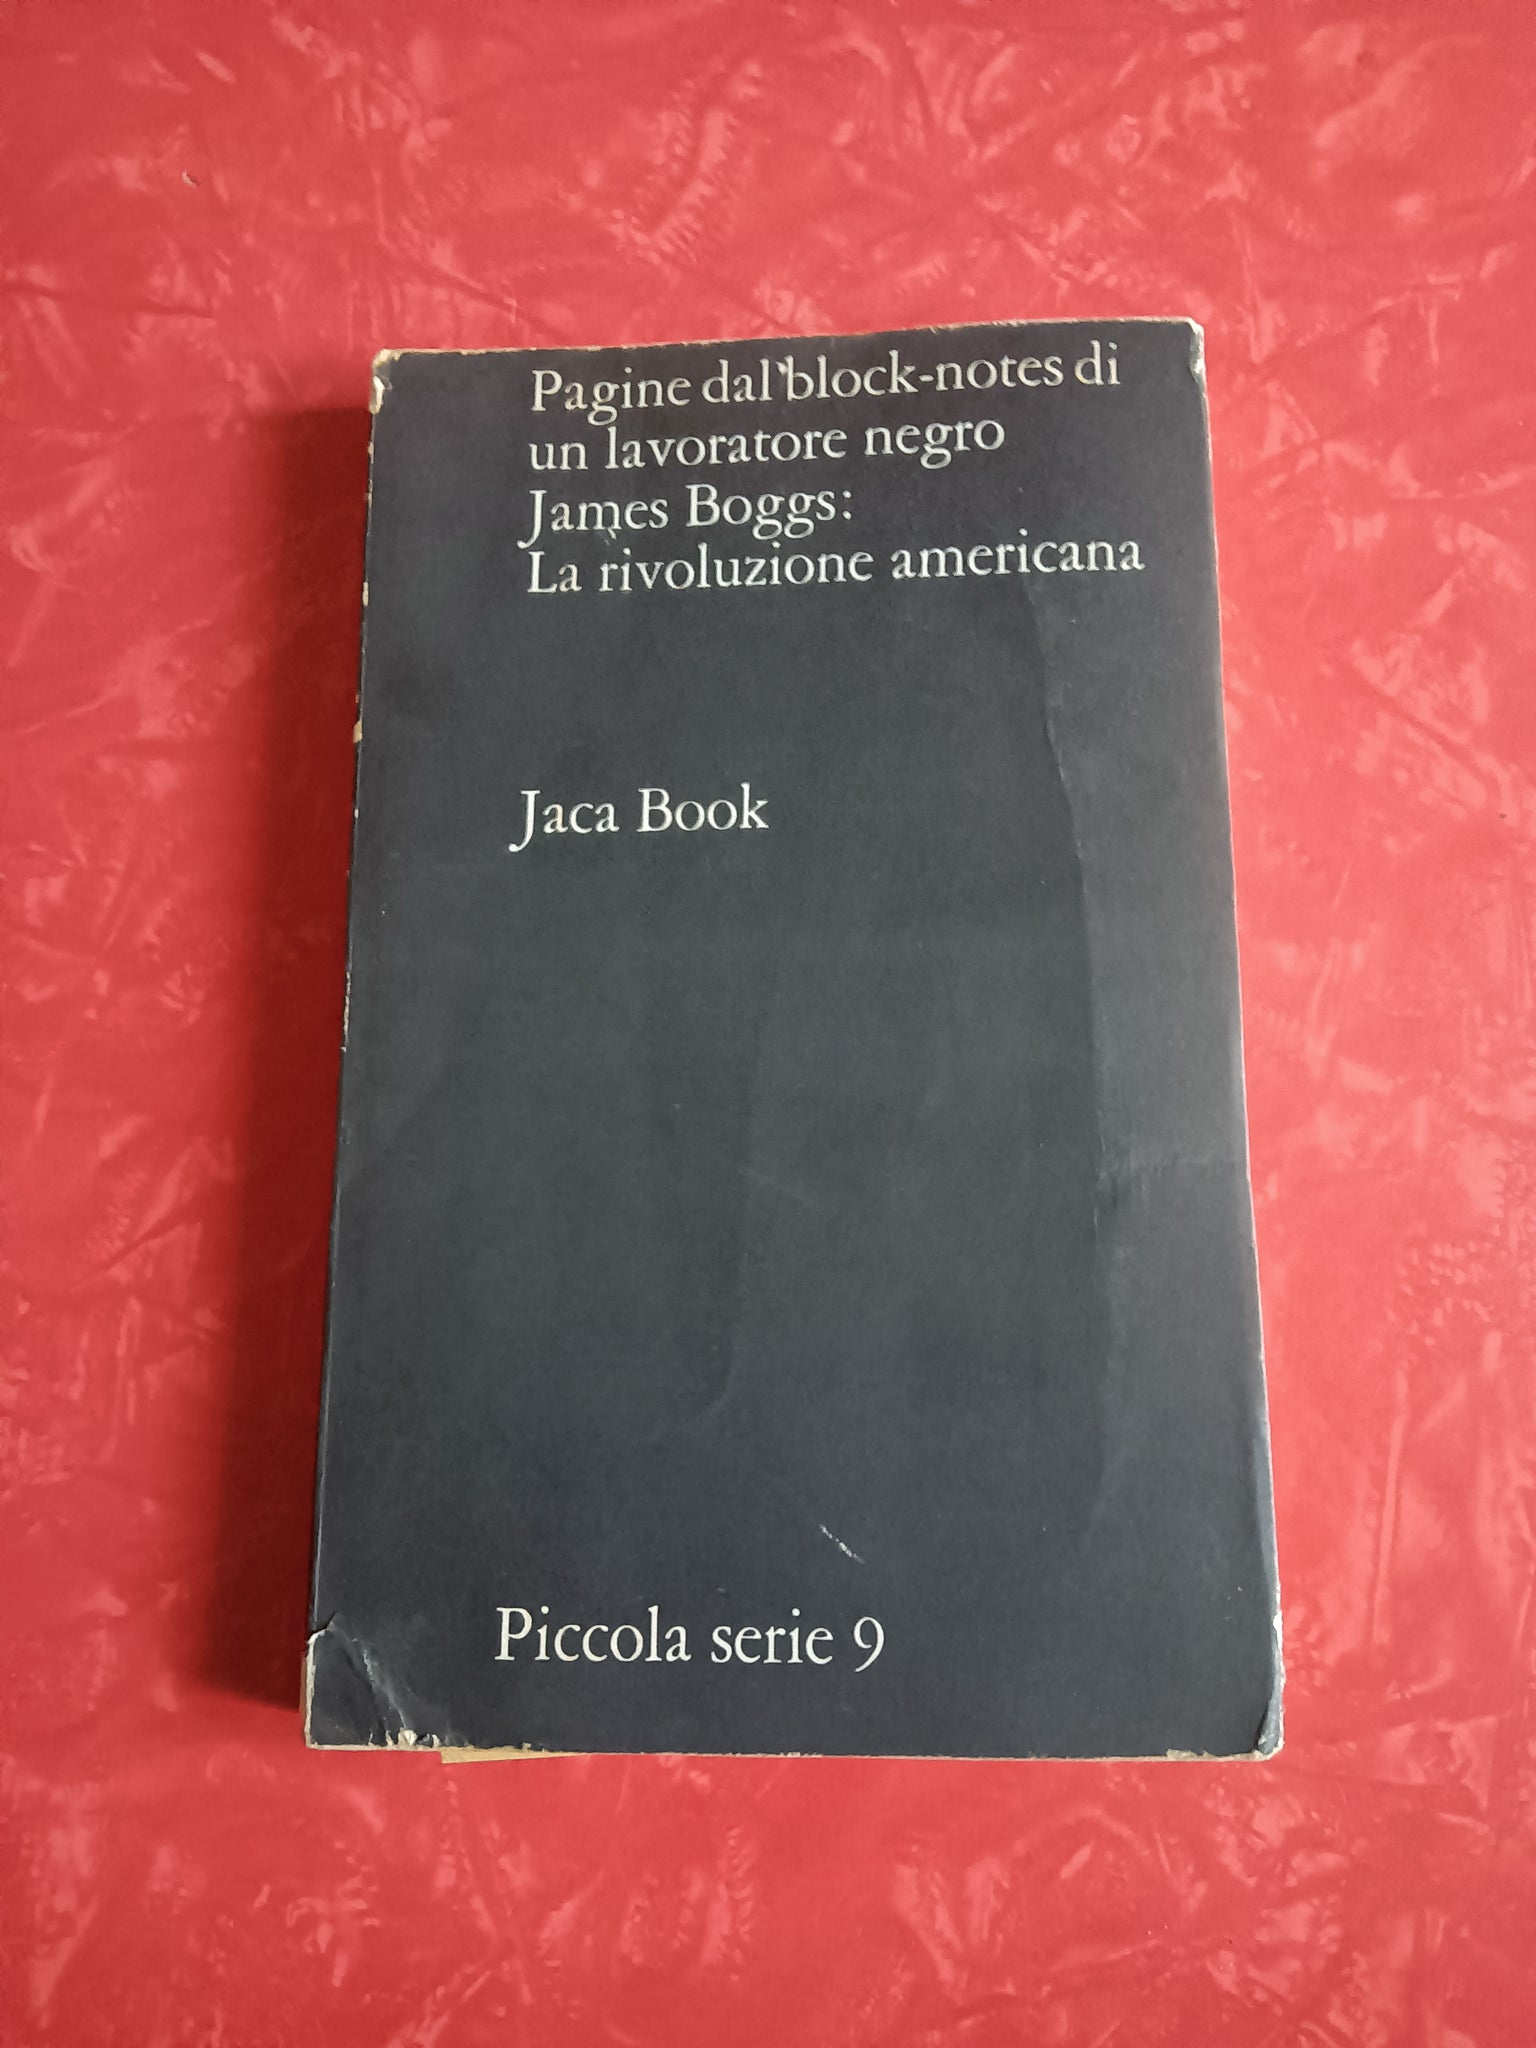 Pagine dal block-notes di
un lavoratore negro
James Boggs:
La rivoluzione americana
Jaca Book
Piccola serie 9